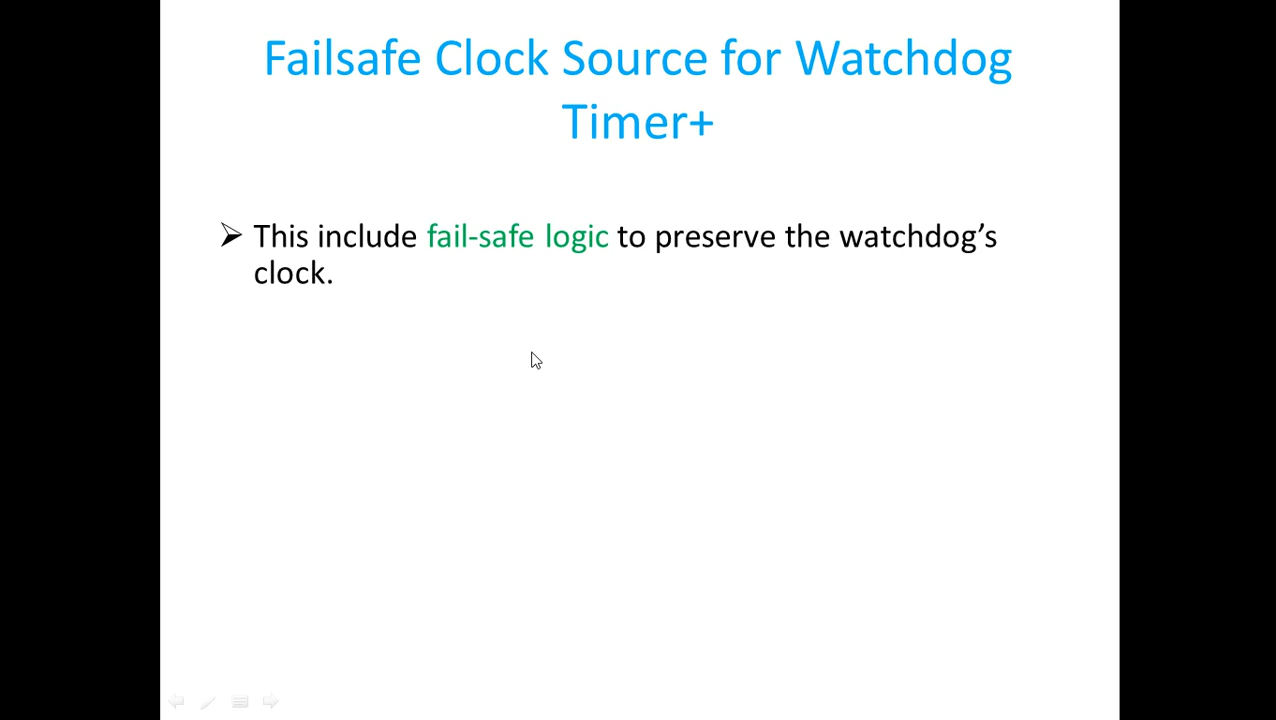 Failsafe Clock Source for Watchdog
Timer+
➢ This include fail-safe logic to preserve the watchdog’s
clock.